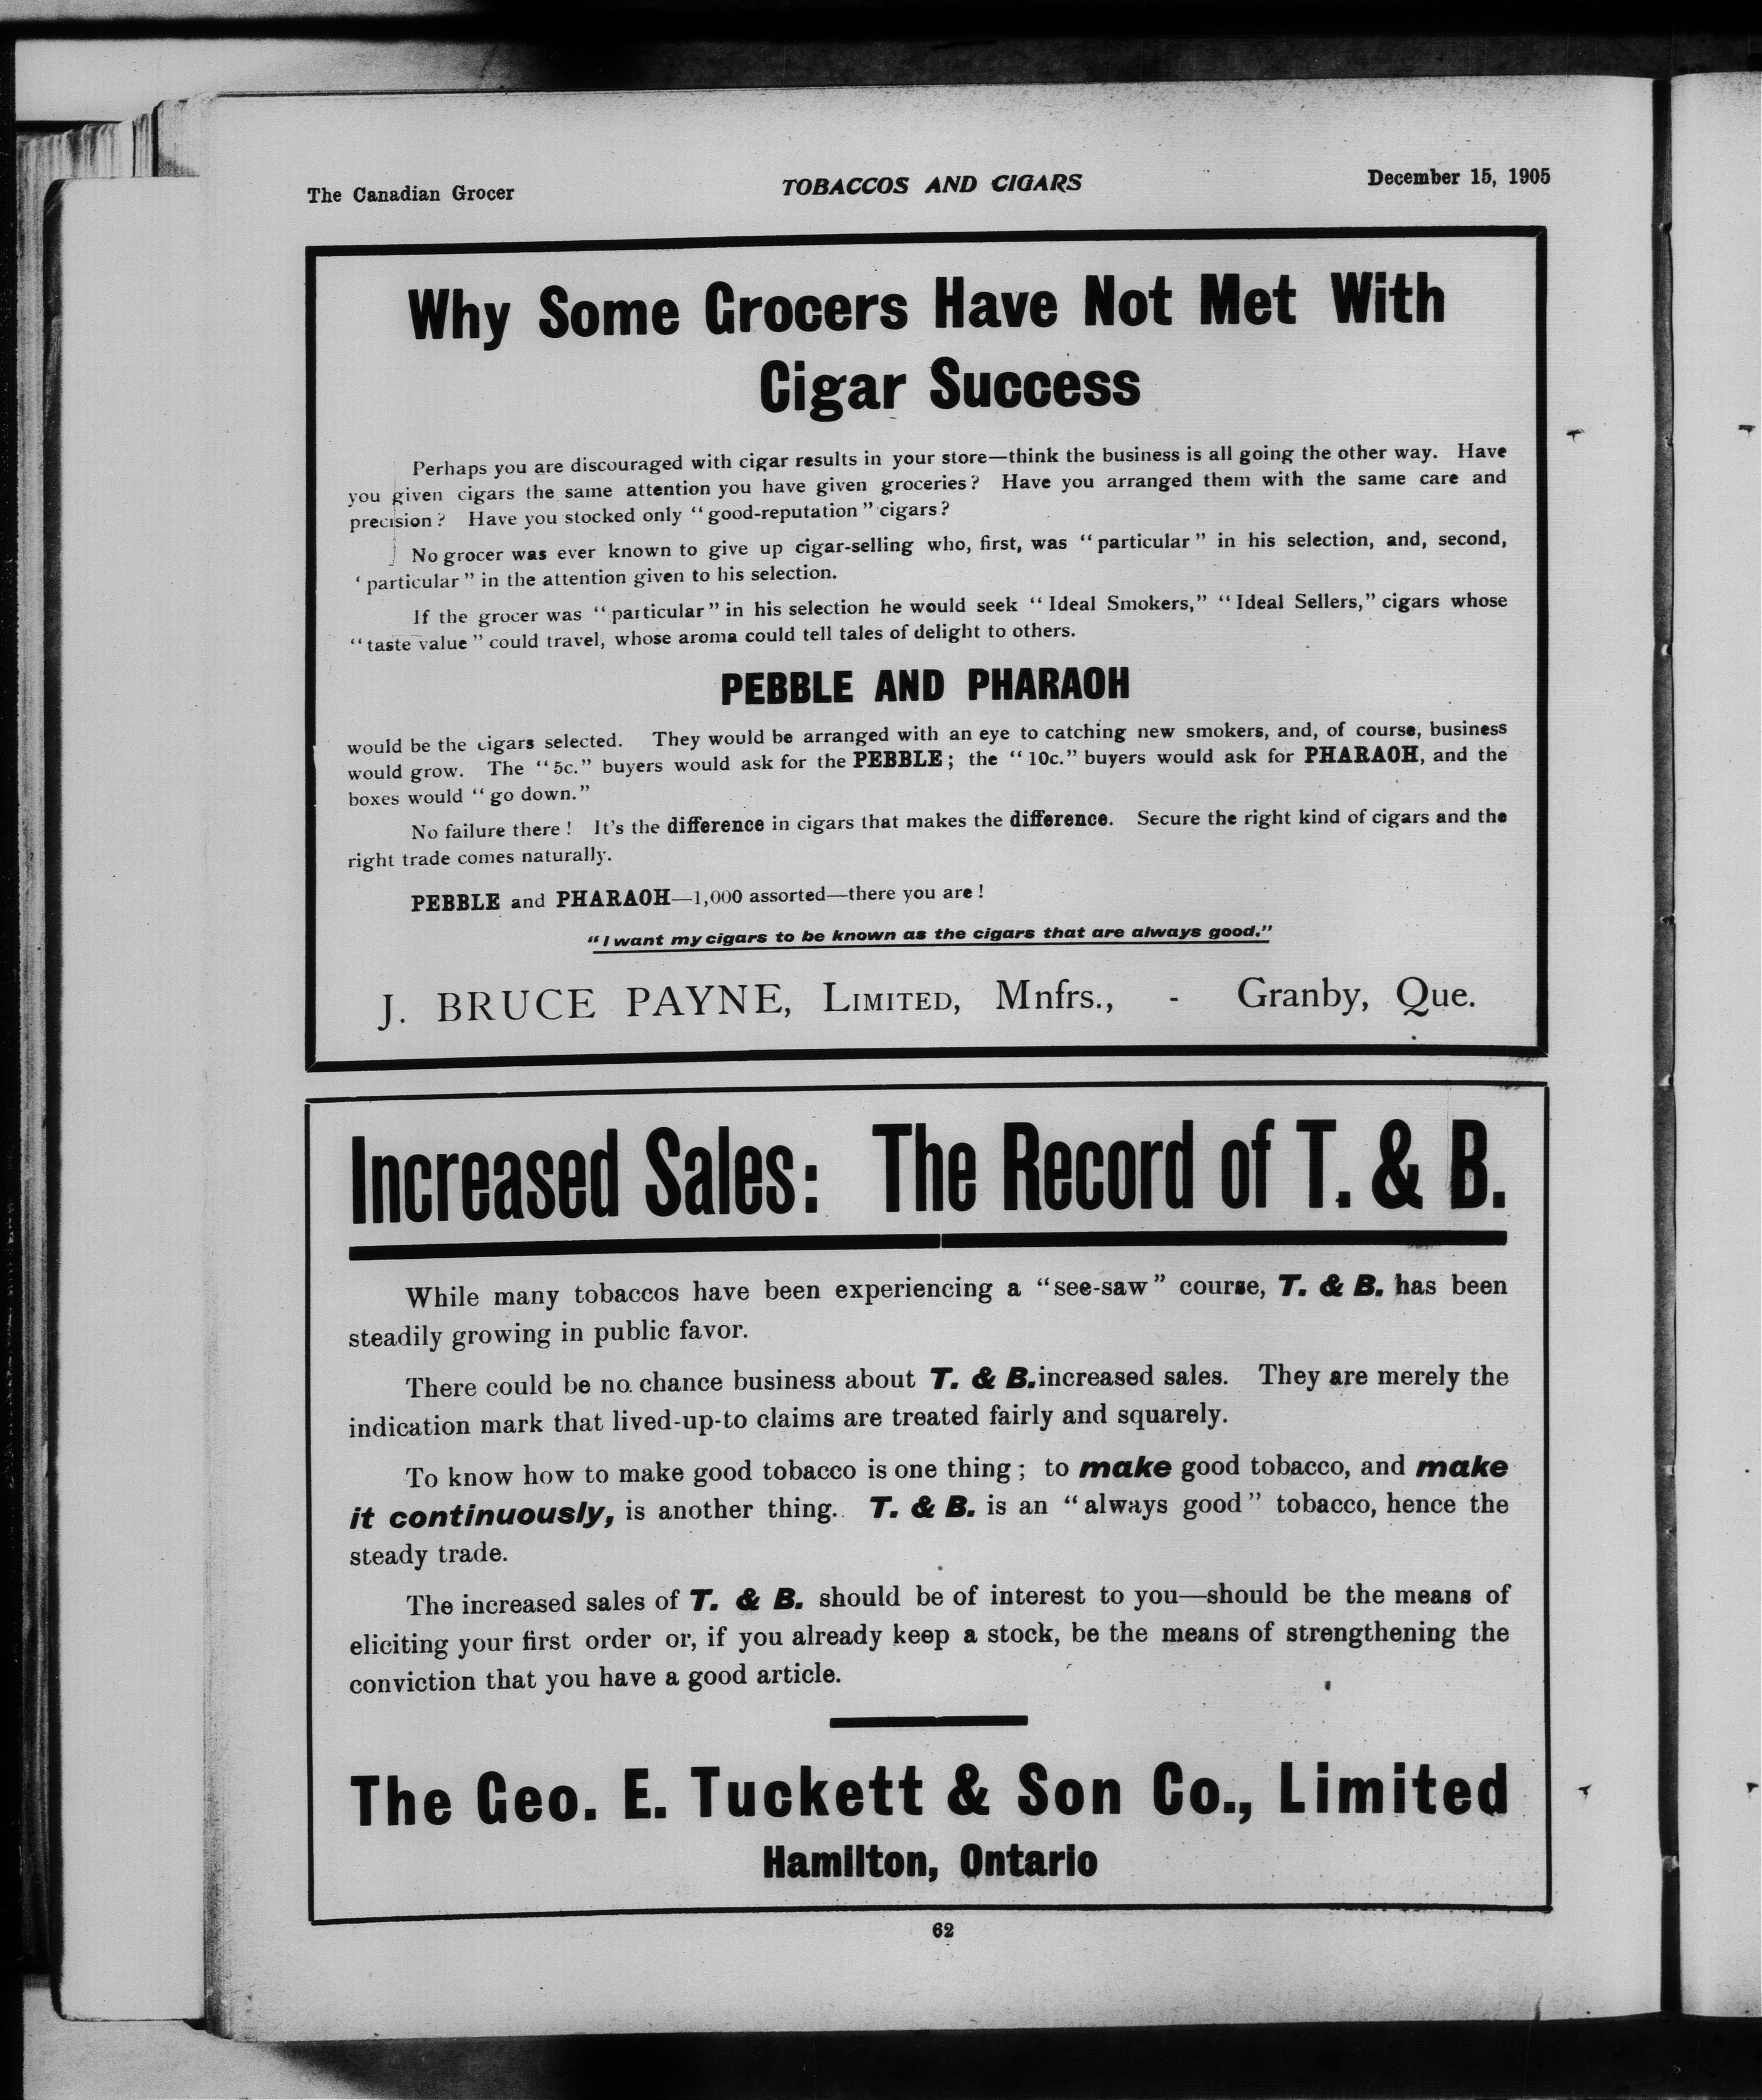 The Canadian Grocer
TOBACCOS AND CIGARS
December 15, 1905
Why Some Grocers Have Not Met With
Cigar Success
Perhaps you are discouraged with cigar results in your store—think the business is all going the other way. Have
you given cigars the same attention you have given groceries? Have you arranged them with the same care and
precision? Have you stocked only "good-reputation" cigars?
No grocer was ever known to give up cigar-selling who, first, was "particular" in his selection, and, second,
'particular" in the attention given to his selection.
If the grocer was "particular" in his selection he would seek "Ideal Smokers," "Ideal Sellers," cigars whose
"taste value" could travel, whose aroma could tell tales of delight to others.
PEBBLE AND PHARAOH
would be the cigars selected. They would be arranged with an eye to catching new smokers, and, of course, business
would grow. The "5c." buyers would ask for the PEBBLE; the "10c." buyers would ask for PHARAOH, and the
boxes would "go down."
No failure there! It's the difference in cigars that makes the difference. Secure the right kind of cigars and the
right trade comes naturally.
PEBBLE and PHARAOH—1,000 assorted—there you are!
"I want my cigars to be known as the cigars that are always good."
J. BRUCE PAYNE, LIMITED, Mnfrs., - Granby, Que.
Increased Sales: The Record of T. & B.
While many tobaccos have been experiencing a "see-saw" course, T. & B. has been
steadily growing in public favor.
There could be no chance business about T. & B. increased sales. They are merely the
indication mark that lived-up-to claims are treated fairly and squarely.
To know how to make good tobacco is one thing; to make good tobacco, and make
it continuously, is another thing. T. & B. is an "always good" tobacco, hence the
steady trade.
The increased sales of T. & B. should be of interest to you—should be the means of
eliciting your first order or, if you already keep a stock, be the means of strengthening the
conviction that you have a good article.
The Geo. E. Tuckett & Son Co., Limited
Hamilton, Ontario
62